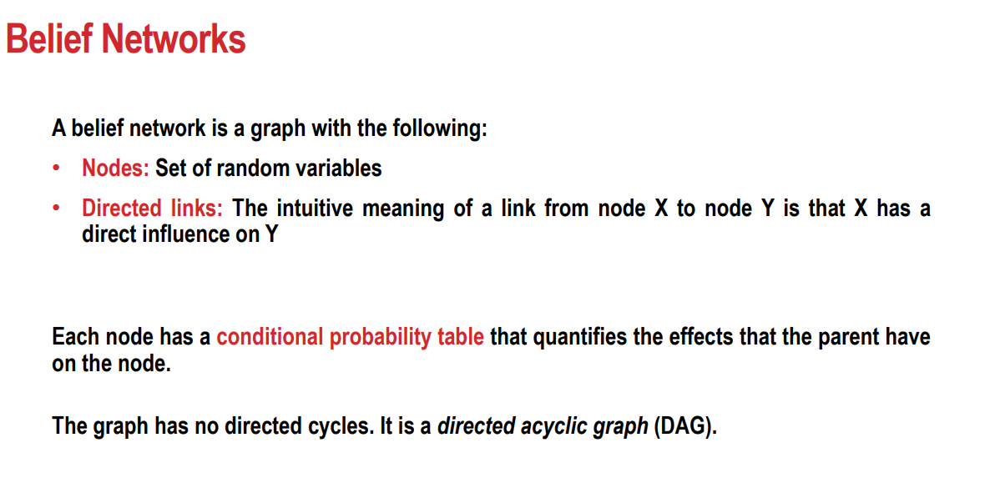 Belief Networks
A belief network is a graph with the following:
• Nodes: Set of random variables
• Directed links: The intuitive meaning of a link from node X to node Y is that X has a
direct influence on Y
Each node has a conditional probability table that quantifies the effects that the parent have
on the node.
The graph has no directed cycles. It is a directed acyclic graph (DAG).